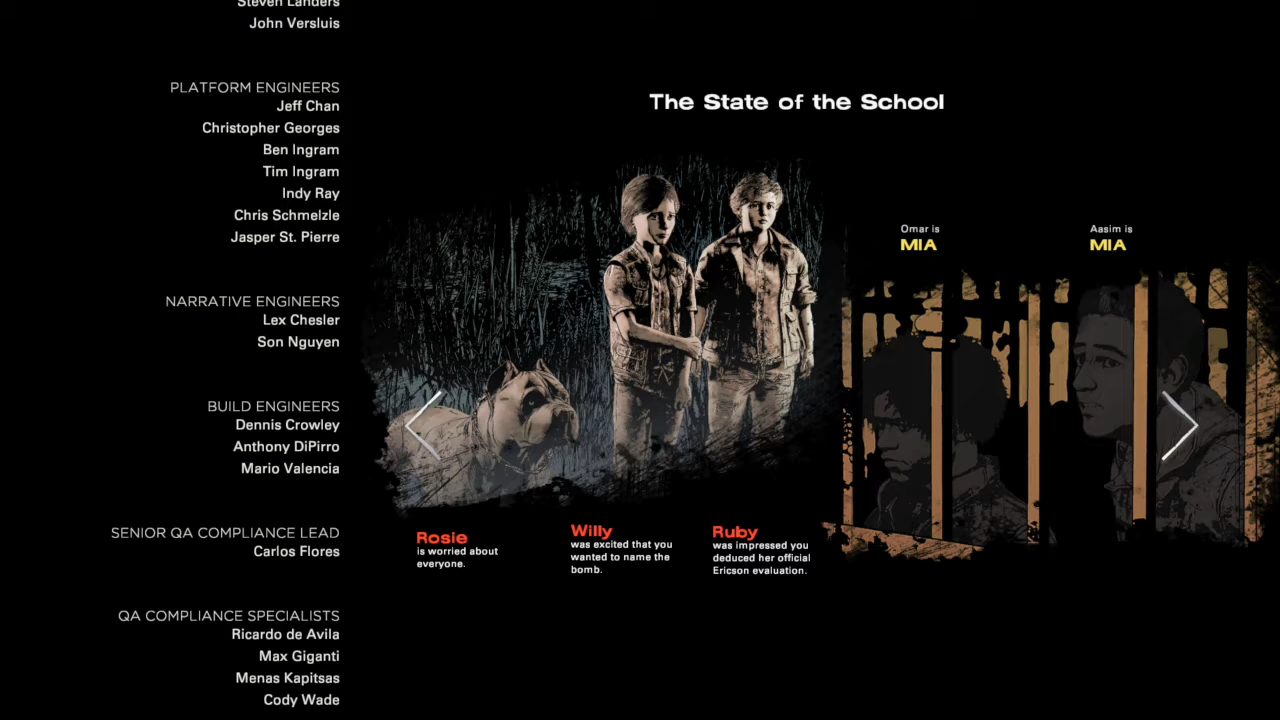 Steven Landers
John Versluis
PLATFORM ENGINEERS
Jeff Chan
Christopher Georges
Ben Ingram
Tim Ingram
Indy Ray
Chris Schmelzle
Jasper St. Pierre
NARRATIVE ENGINEERS
Lex Chesler
Son Nguyen
BUILD ENGINEERS
Dennis Crowley
Anthony DiPirro
Mario Valencia
SENIOR QA COMPLIANCE LEAD
Carlos Flores
QA COMPLIANCE SPECIALISTS
Ricardo de Avila
Max Giganti
Menas Kapitsas
Cody Wade
The State of the School
Omar is
MIA
Aasim is
MIA
Rosie
is worried about
everyone.
Willy
was excited that you
wanted to name the
bomb.
Ruby
was impressed you
deduced her official
Ericson evaluation.